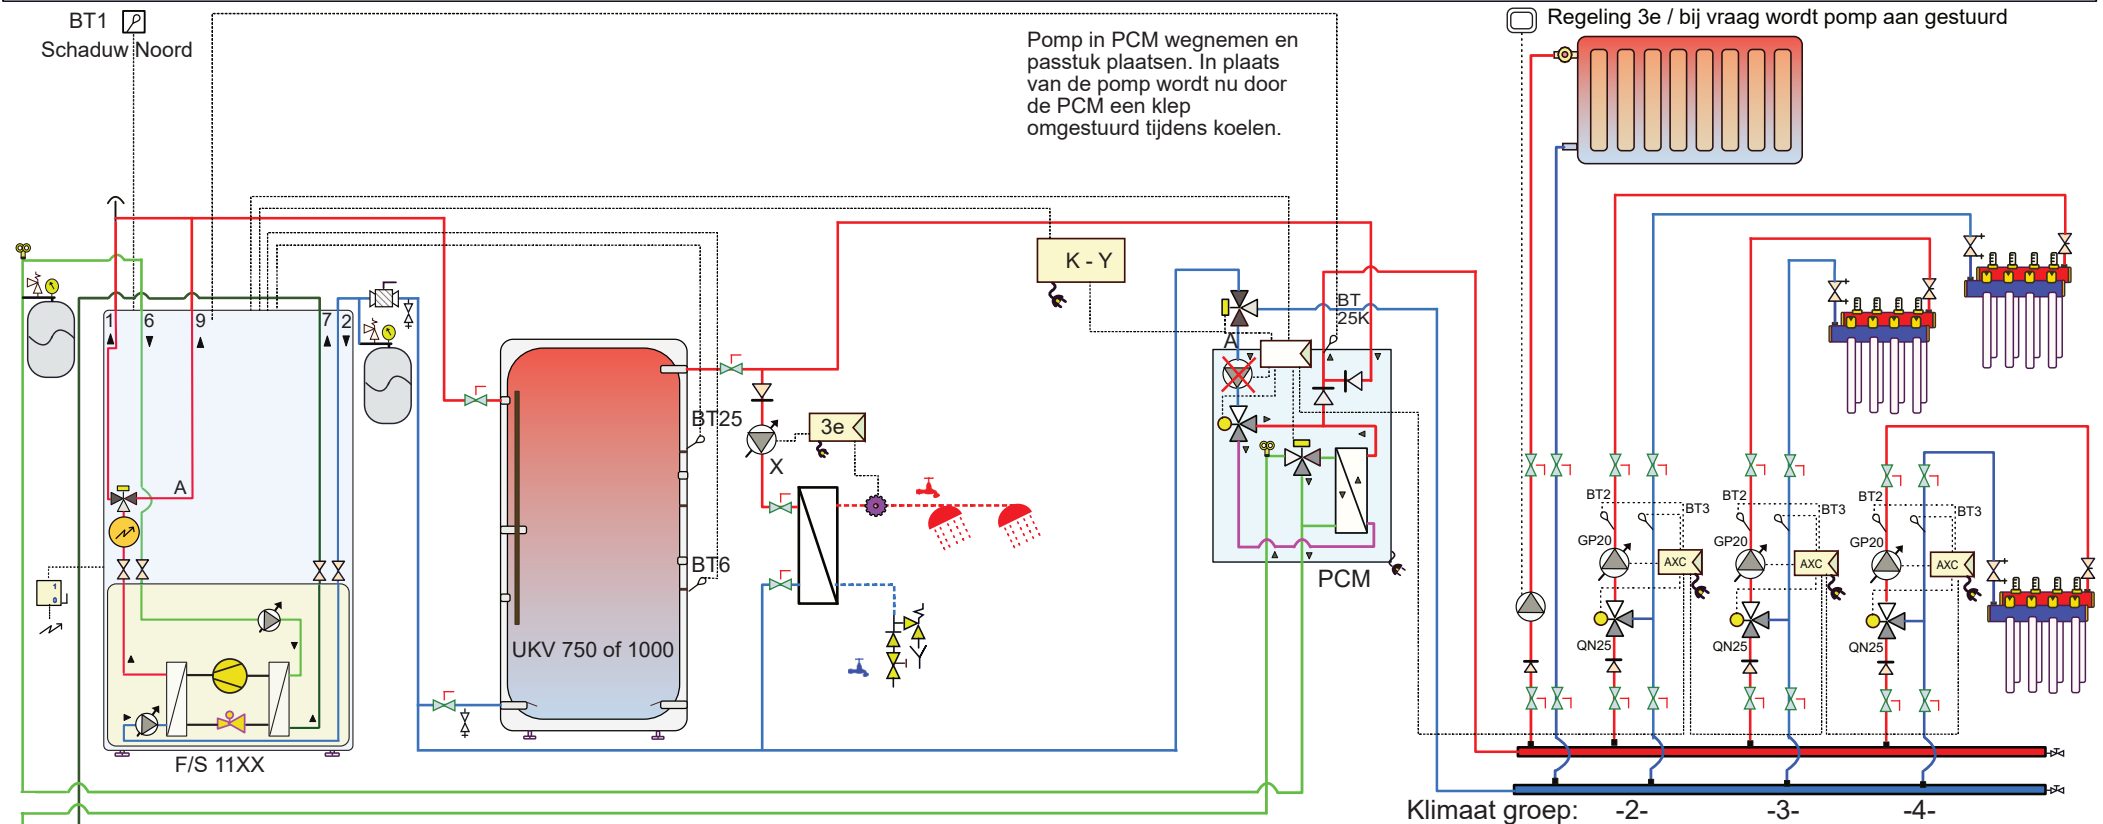 BT1
Schaduw Noord
Pomp in PCM wegnemen en
passtuk plaatsen. In plaats
van de pomp wordt nu door
de PCM een klep
omgestuurd tijdens koelen.
Regeling 3e / bij vraag wordt pomp aan gestuurd
K - Y
1
6
9
7
2
BT
25K
A
A
BT25
3e
X
BT6
UKV 750 of 1000
PCM
1
0
F/S 11XX
BT2
BT3
GP20
AXC
QN25
BT2
BT3
GP20
AXC
QN25
BT2
BT3
GP20
AXC
QN25
Klimaat groep:
-2-
-3-
-4-